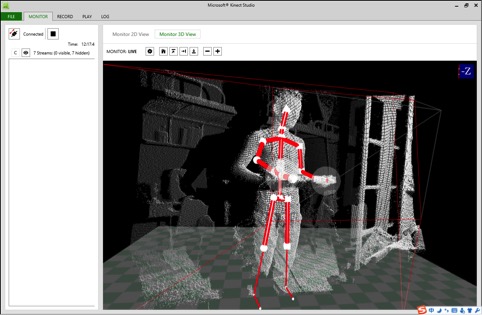 Microsoft® Kinect Studio
FILE MONITOR RECORD PLAY LOG
Connected
Time: 12:17:4
C 7 Streams (0 visible, 7 hidden)
Monitor 2D View Monitor 3D View
MONITOR: LIVE
-Z
中